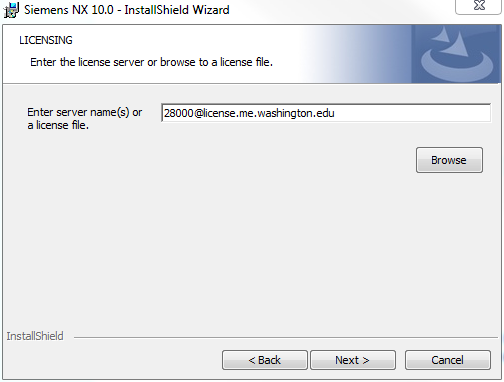 Siemens NX 10.0 - InstallShield Wizard
LICENSING
Enter the license server or browse to a license file.
Enter server name(s) or
a license file.
28000@license.me.washington.edu
Browse
InstallShield
< Back
Next >
Cancel